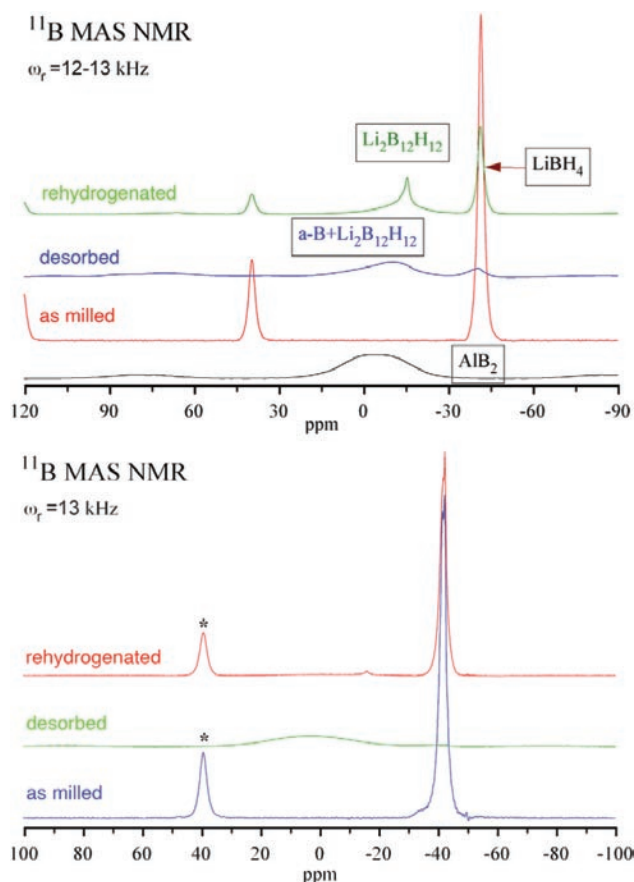 ¹¹B MAS NMR
ωᵣ =12-13 kHz
Li₂B₁₂H₁₂
LiBH₄
rehydrogenated
a-B+Li₂B₁₂H₁₂
desorbed
as milled
AlB₂
120 90 60 30 0 -30 -60 -90
ppm
¹¹B MAS NMR
ωᵣ =13 kHz
*
rehydrogenated
desorbed
*
as milled
100 80 60 40 20 0 -20 -40 -60 -80 -100
ppm